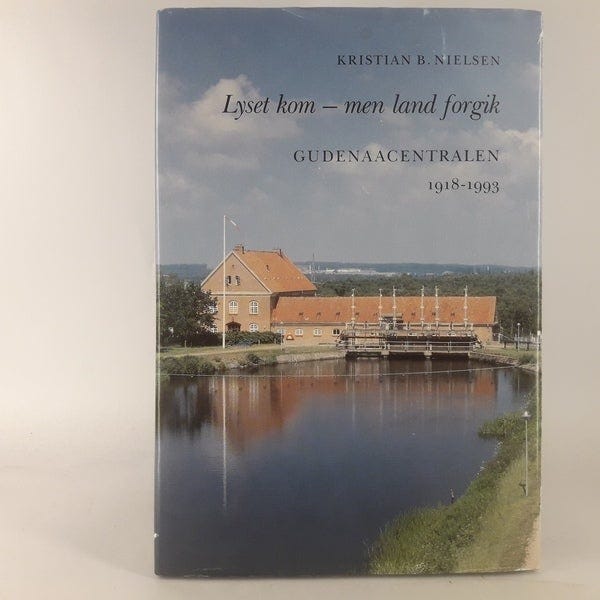 KRISTIAN B. NIELSEN
Lyset kom – men land forgik
GUDENAACENTRALEN
1918-1993